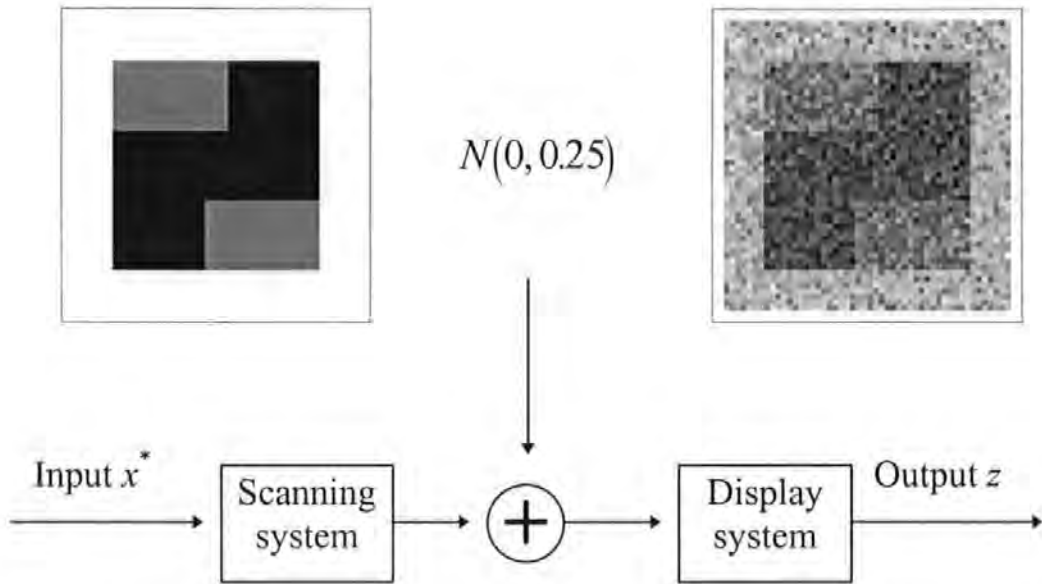 N(0, 0.25)
Input x*
Scanning
system
+
Display
system
Output z